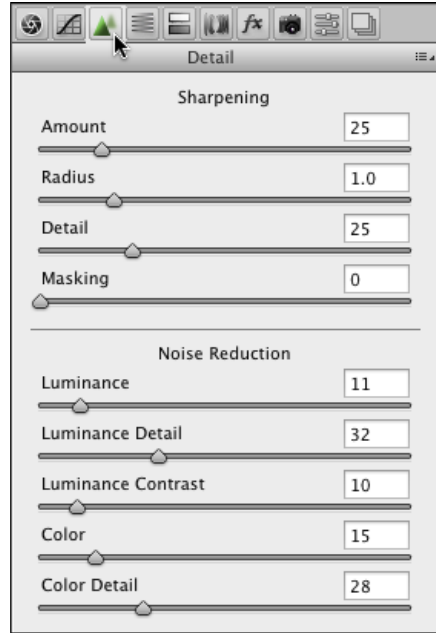 fx
Detail
Sharpening
Amount 25
Radius 1.0
Detail 25
Masking 0
Noise Reduction
Luminance 11
Luminance Detail 32
Luminance Contrast 10
Color 15
Color Detail 28